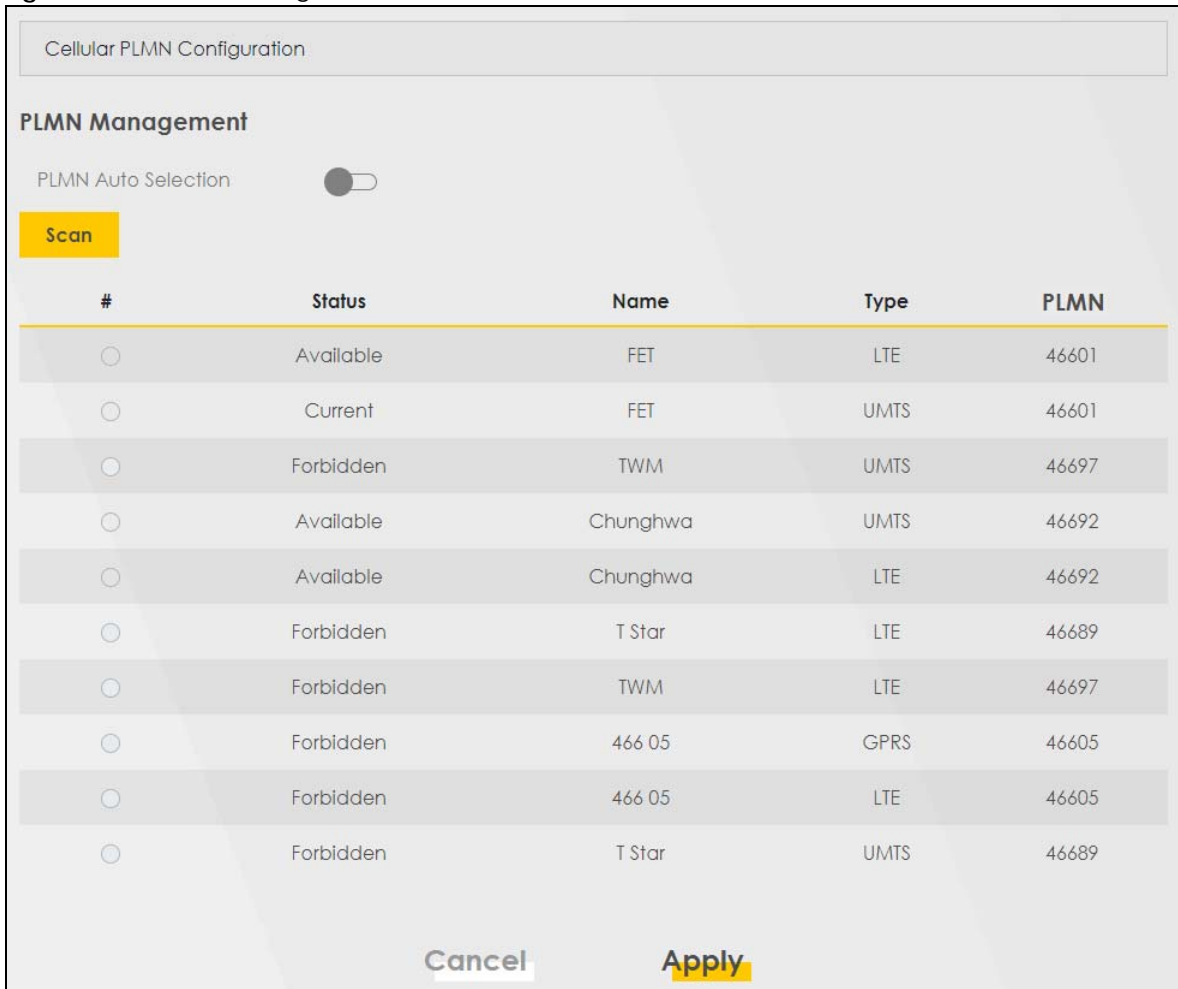 Cellular PLMN Configuration
PLMN Management
PLMN Auto Selection
Scan
# Status Name Type PLMN
Available FET LTE 46601
Current FET UMTS 46601
Forbidden TWM UMTS 46697
Available Chunghwa UMTS 46692
Available Chunghwa LTE 46692
Forbidden T Star LTE 46689
Forbidden TWM LTE 46697
Forbidden 466 05 GPRS 46605
Forbidden 466 05 LTE 46605
Forbidden T Star UMTS 46689
Cancel Apply